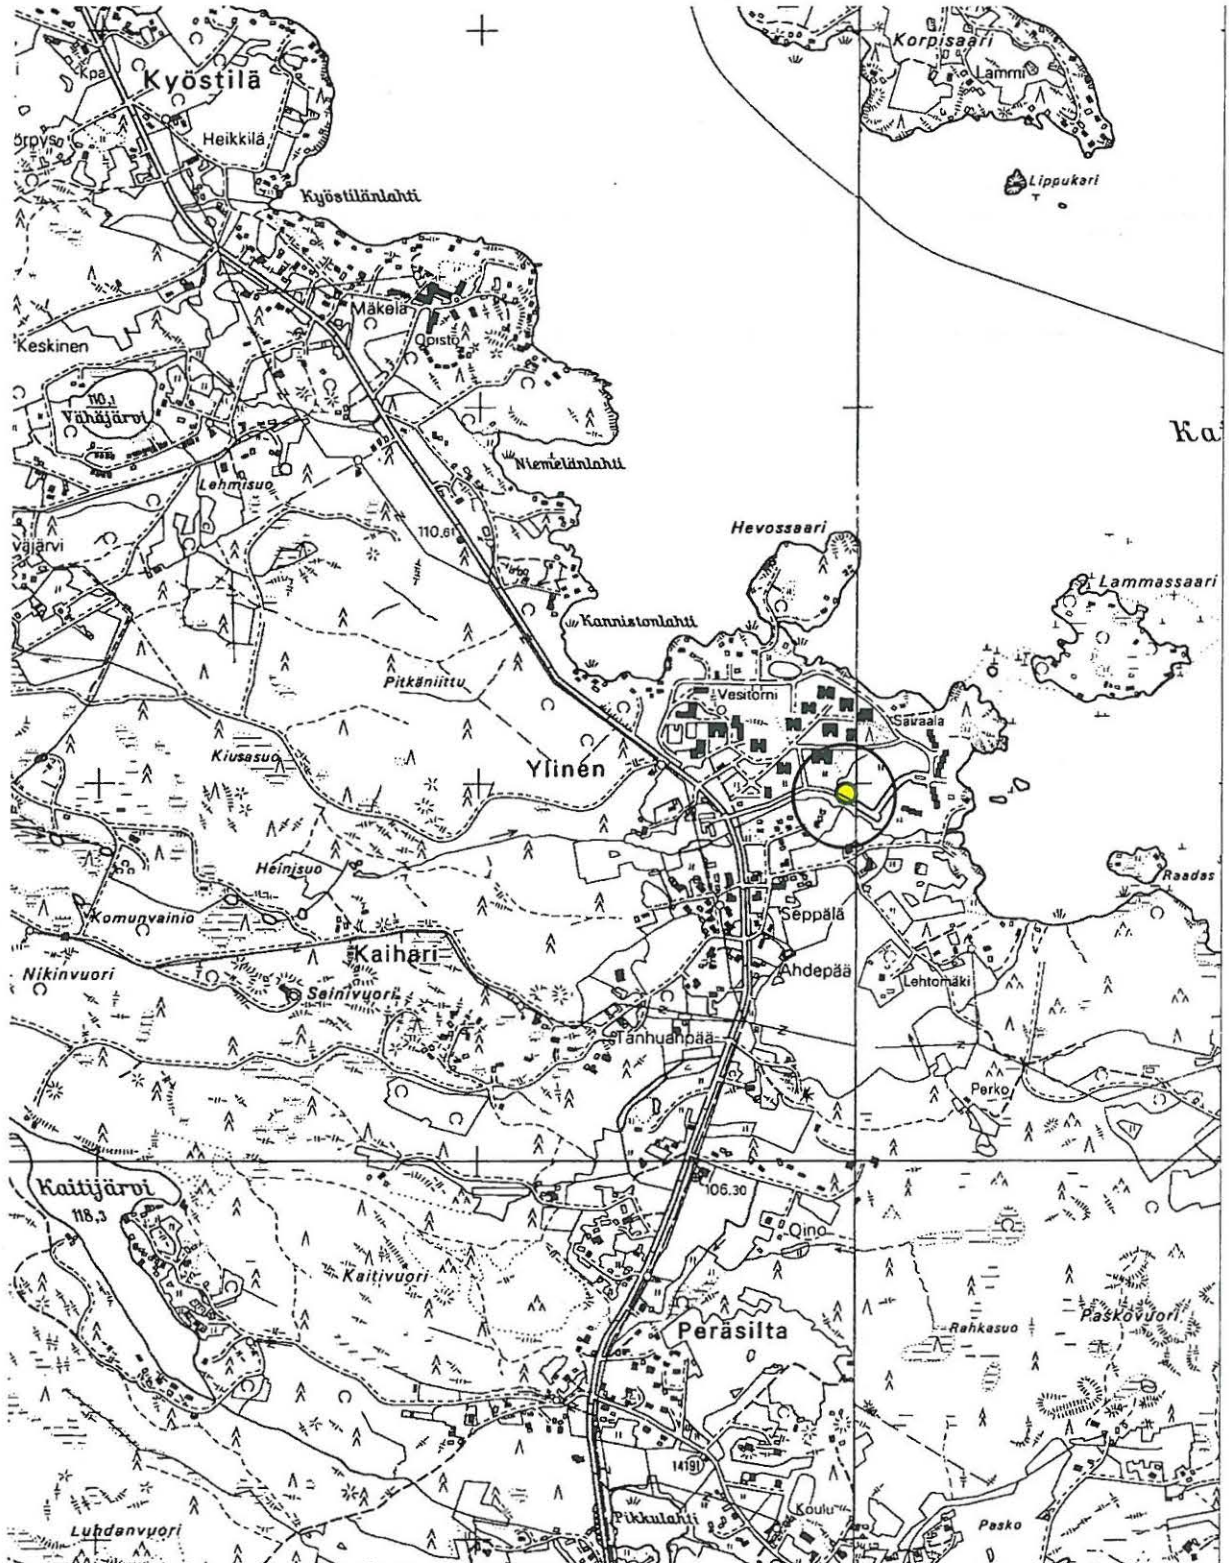 Korpisaari
Kpa
Kyöstilä
Lammi
Heikkilä
Lippukari
Kyöstilänlahti
Mäkelä
Opisto
Keskinen
110,1
Vähäjärvi
Niemelänlahti
Lehmisuo
110.61
Hevossaari
Lammassaari
Kannistonlahti
Pitkäniittu
Vesitorni
Sairaala
Kiusasuo
Ylinen
Heinisuo
Raadas
Komunvainio
Seppälä
Kaihari
Nikinvuori
Ahdepää
Seinivuori
Lehtomäki
Tanhuanpää
Perko
Kaitijärvi
118,3
106.30
Oino
Kaitivuori
Peräsilta
Rahkasuo
Paskovuori
14191
Koulu
Luhdanvuori
Pikkulahti
Pasko